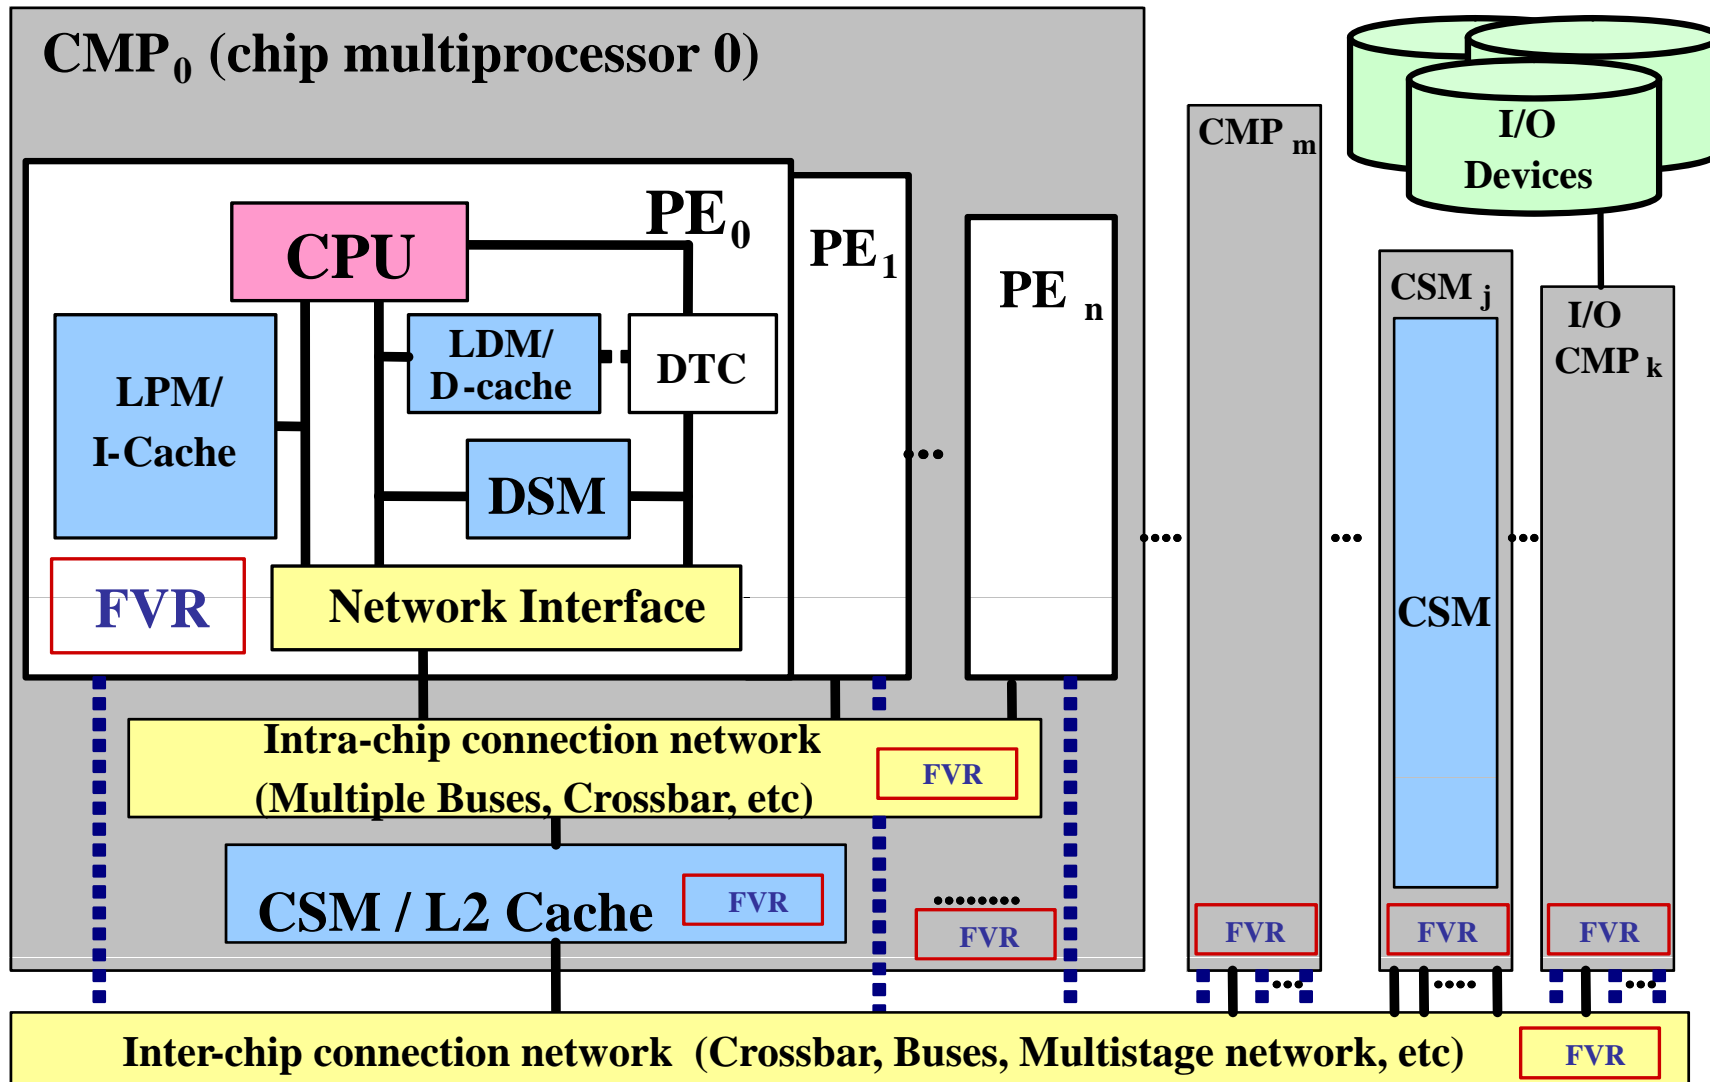 CMP0 (chip multiprocessor 0)
I/O
Devices
CMP m
PE0
CPU
PE1
PE n
CSM j
I/O
CMP k
LPM/
I-Cache
LDM/
D-cache
DTC
DSM
FVR
Network Interface
CSM
Intra-chip connection network
(Multiple Buses, Crossbar, etc)
FVR
CSM / L2 Cache
FVR
FVR
FVR
FVR
FVR
Inter-chip connection network (Crossbar, Buses, Multistage network, etc)
FVR